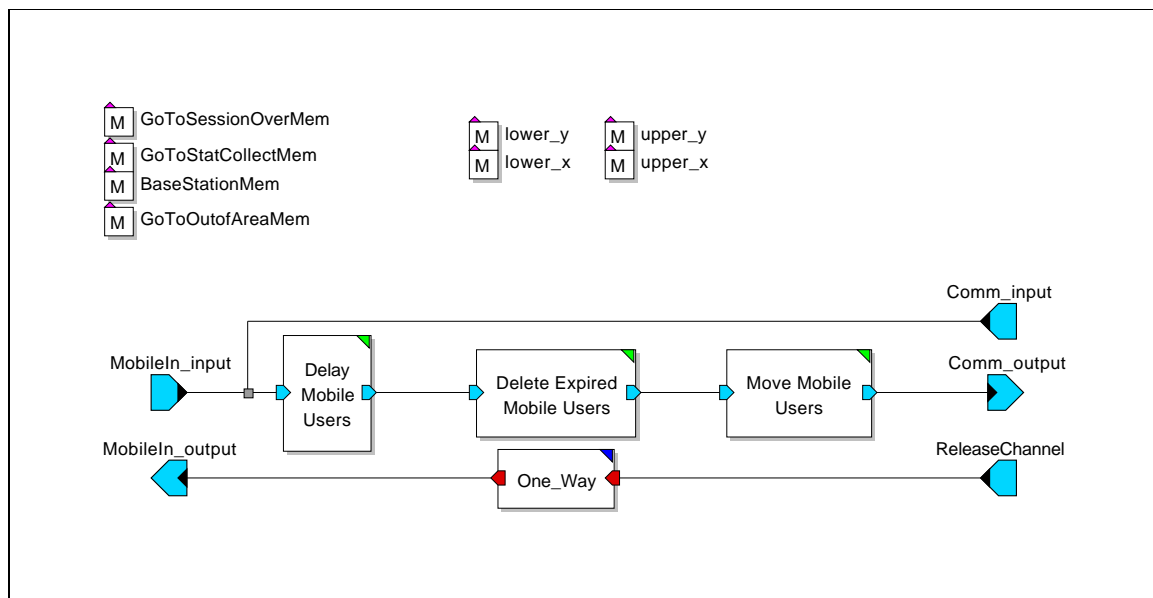 M GoToSessionOverMem
M GoToStatCollectMem
M BaseStationMem
M GoToOutofAreaMem
M lower_y
M lower_x
M upper_y
M upper_x
Comm_input
MobileIn_input
Delay
Mobile
Users
Delete Expired
Mobile Users
Move Mobile
Users
Comm_output
MobileIn_output
One_Way
ReleaseChannel